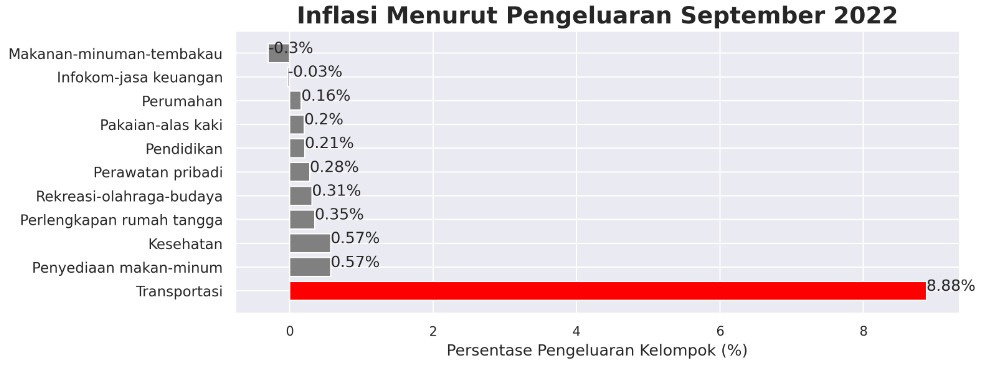 Inflasi Menurut Pengeluaran September 2022
Makanan-minuman-tembakau -0.3%
Infokom-jasa keuangan -0.03%
Perumahan 0.16%
Pakaian-alas kaki 0.2%
Pendidikan 0.21%
Perawatan pribadi 0.28%
Rekreasi-olahraga-budaya 0.31%
Perlengkapan rumah tangga 0.35%
Kesehatan 0.57%
Penyediaan makan-minum 0.57%
Transportasi 8.88%
0 2 4 6 8
Persentase Pengeluaran Kelompok (%)